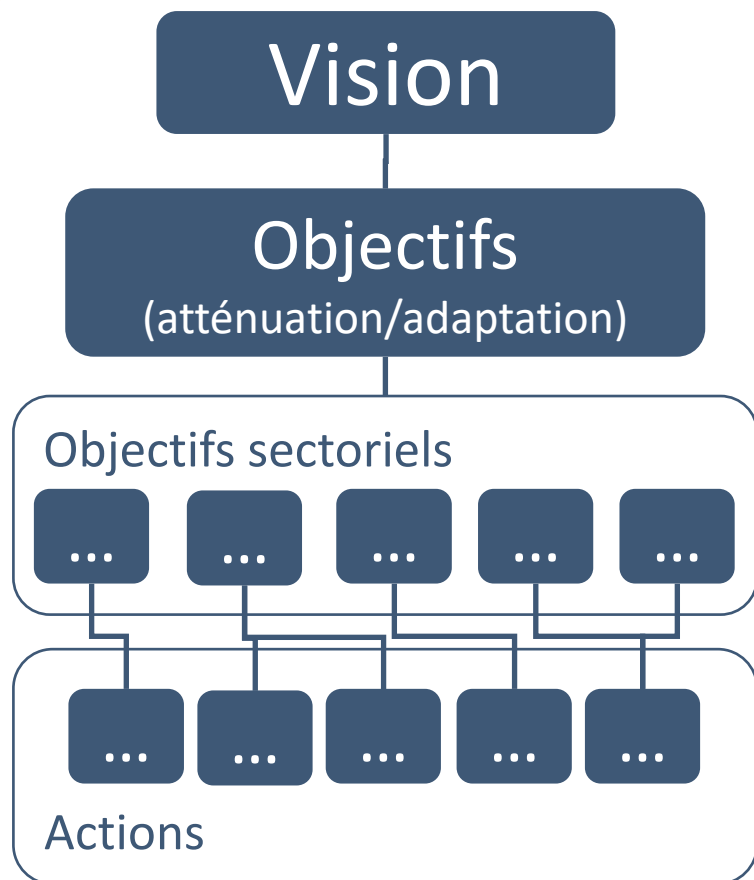 Vision
Objectifs
(atténuation/adaptation)
Objectifs sectoriels
... ... ... ... ...
... ... ... ... ...
Actions